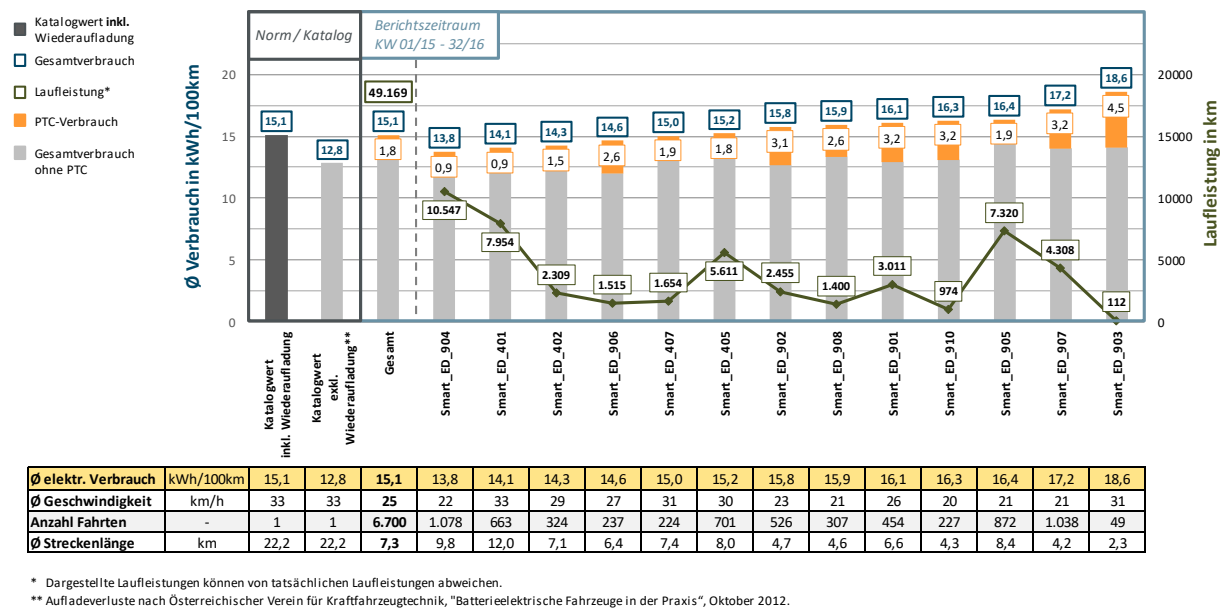 Katalogwert inkl.
Wiederaufladung
Gesamtverbrauch
Laufleistung*
PTC-Verbrauch
Gesamtverbrauch
ohne PTC
Norm / Katalog
Berichtszeitraum
KW 01/15 - 32/16
Ø Verbrauch in kWh/100km
20
15
10
5
0
Laufleistung in km
20000
15000
10000
5000
0
49.169
15,1
12,8
15,1
13,8
14,1
14,3
14,6
15,0
15,2
15,8
15,9
16,1
16,3
16,4
17,2
18,6
1,8
0,9
0,9
1,5
2,6
1,9
1,8
3,1
2,6
3,2
3,2
1,9
3,2
4,5
10.547
7.954
2.309
1.515
1.654
5.611
2.455
1.400
3.011
974
7.320
4.308
112
Katalogwert
inkl. Wiederaufladung
Katalogwert
exkl.
Wiederaufladung**
Gesamt
Smart_ED_904
Smart_ED_401
Smart_ED_402
Smart_ED_906
Smart_ED_407
Smart_ED_405
Smart_ED_902
Smart_ED_908
Smart_ED_901
Smart_ED_910
Smart_ED_905
Smart_ED_907
Smart_ED_903
Ø elektr. Verbrauch kWh/100km 15,1 12,8 15,1 13,8 14,1 14,3 14,6 15,0 15,2 15,8 15,9 16,1 16,3 16,4 17,2 18,6
Ø Geschwindigkeit km/h 33 33 25 22 33 29 27 31 30 23 21 26 20 21 21 31
Anzahl Fahrten - 1 1 6.700 1.078 663 324 237 224 701 526 307 454 227 872 1.038 49
Ø Streckenlänge km 22,2 22,2 7,3 9,8 12,0 7,1 6,4 7,4 8,0 4,7 4,6 6,6 4,3 8,4 4,2 2,3
* Dargestellte Laufleistungen können von tatsächlichen Laufleistungen abweichen.
** Aufladeverluste nach Österreichischer Verein für Kraftfahrzeugtechnik, "Batterieelektrische Fahrzeuge in der Praxis“, Oktober 2012.